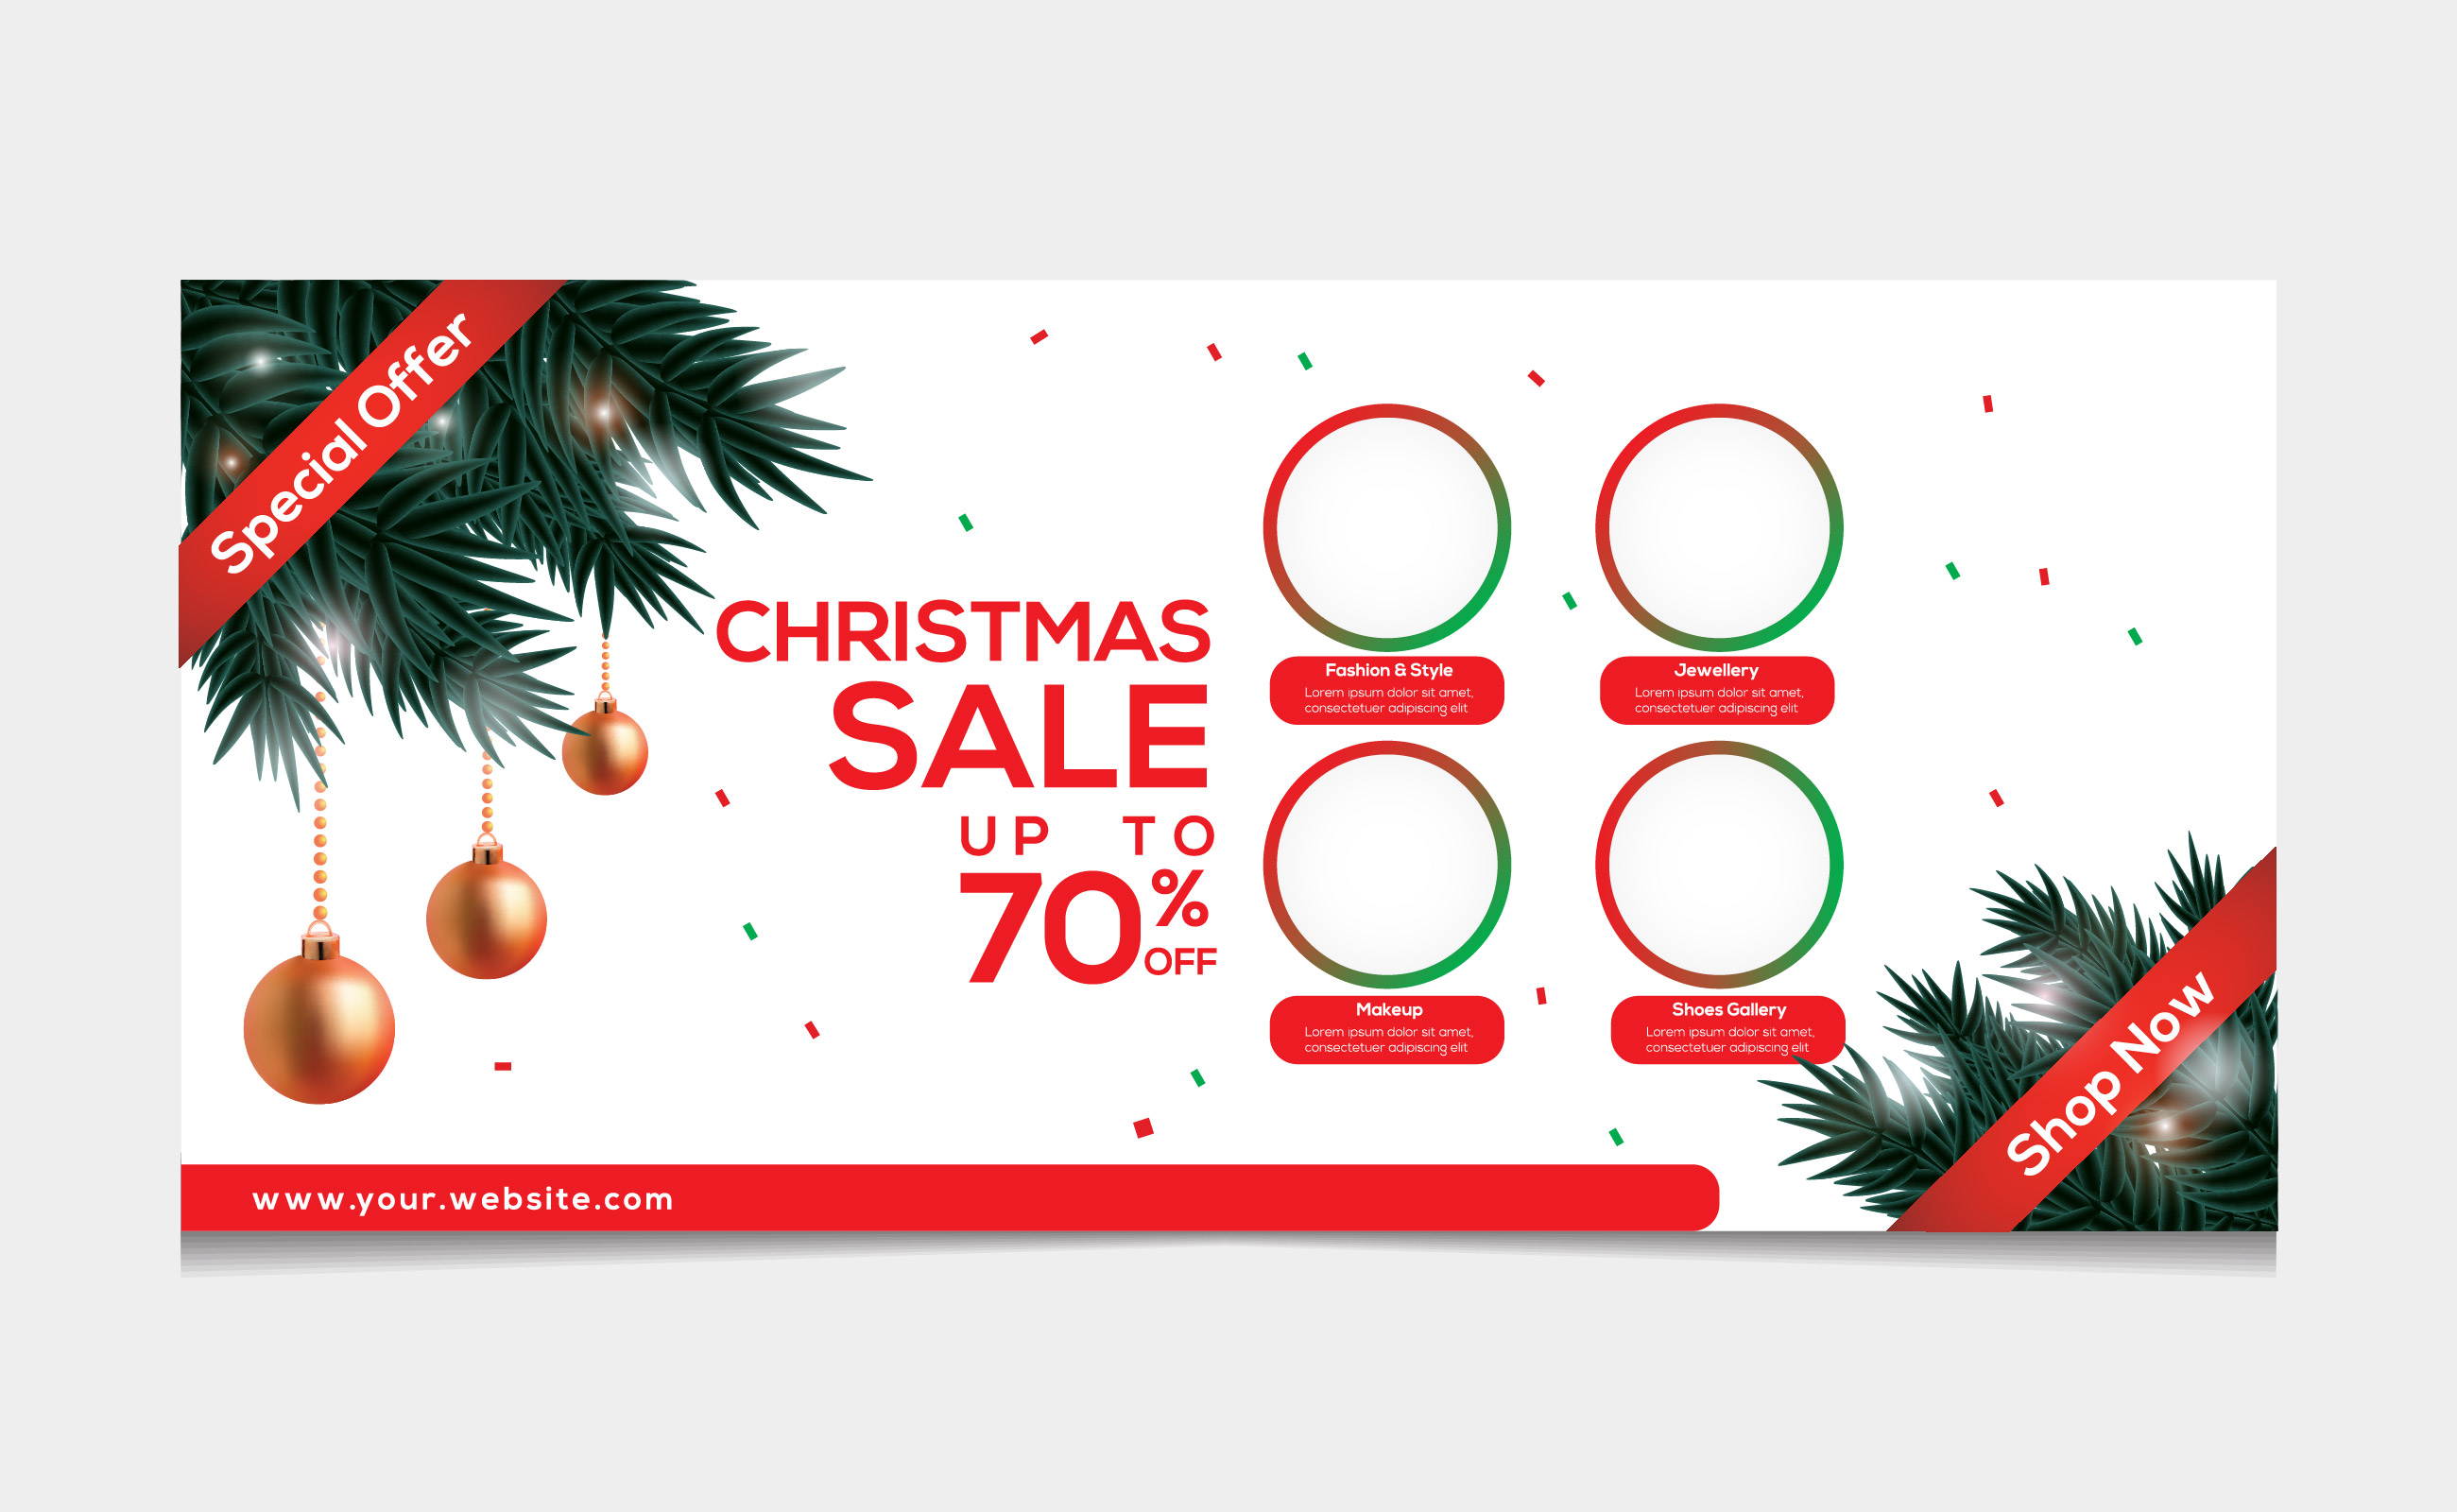 Special Offer
CHRISTMAS
SALE
UP TO
70%
OFF
Fashion & Style
Lorem ipsum dolor sit amet,
consectetuer adipiscing elit
Jewellery
Lorem ipsum dolor sit amet,
consectetuer adipiscing elit
Makeup
Lorem ipsum dolor sit amet,
consectetuer adipiscing elit
Shoes Gallery
Lorem ipsum dolor sit amet,
consectetuer adipiscing elit
Shop Now
www.your.website.com